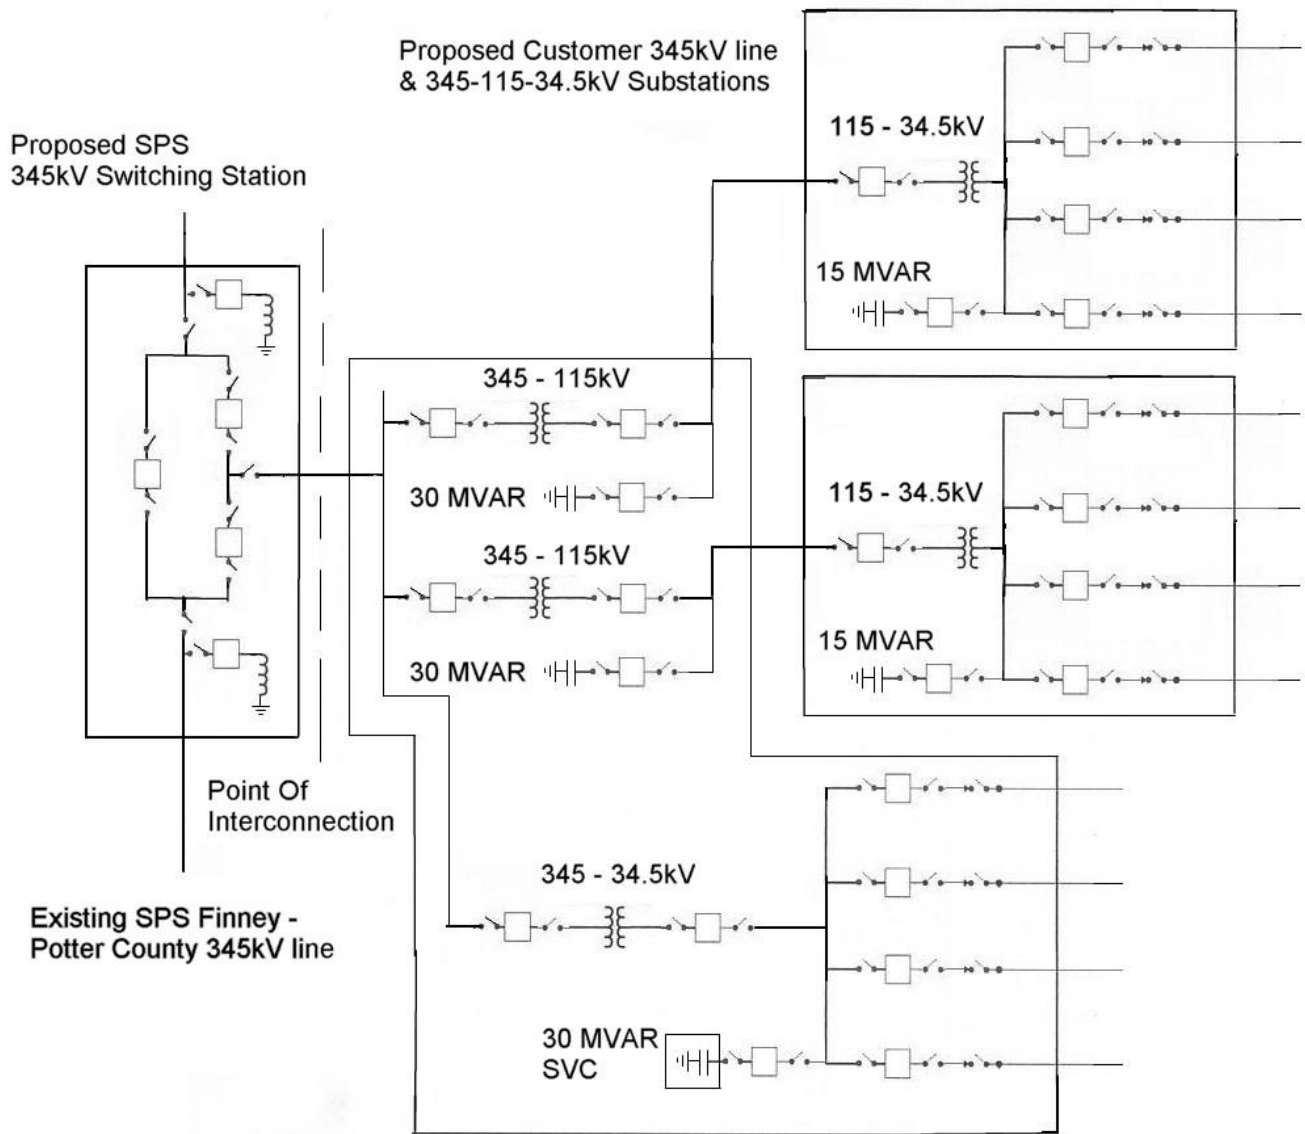 Proposed Customer 345kV line
& 345-115-34.5kV Substations
Proposed SPS
345kV Switching Station
115 - 34.5kV
15 MVAR
345 - 115kV
30 MVAR
345 - 115kV
30 MVAR
115 - 34.5kV
15 MVAR
Point Of
Interconnection
345 - 34.5kV
Existing SPS Finney -
Potter County 345kV line
30 MVAR
SVC